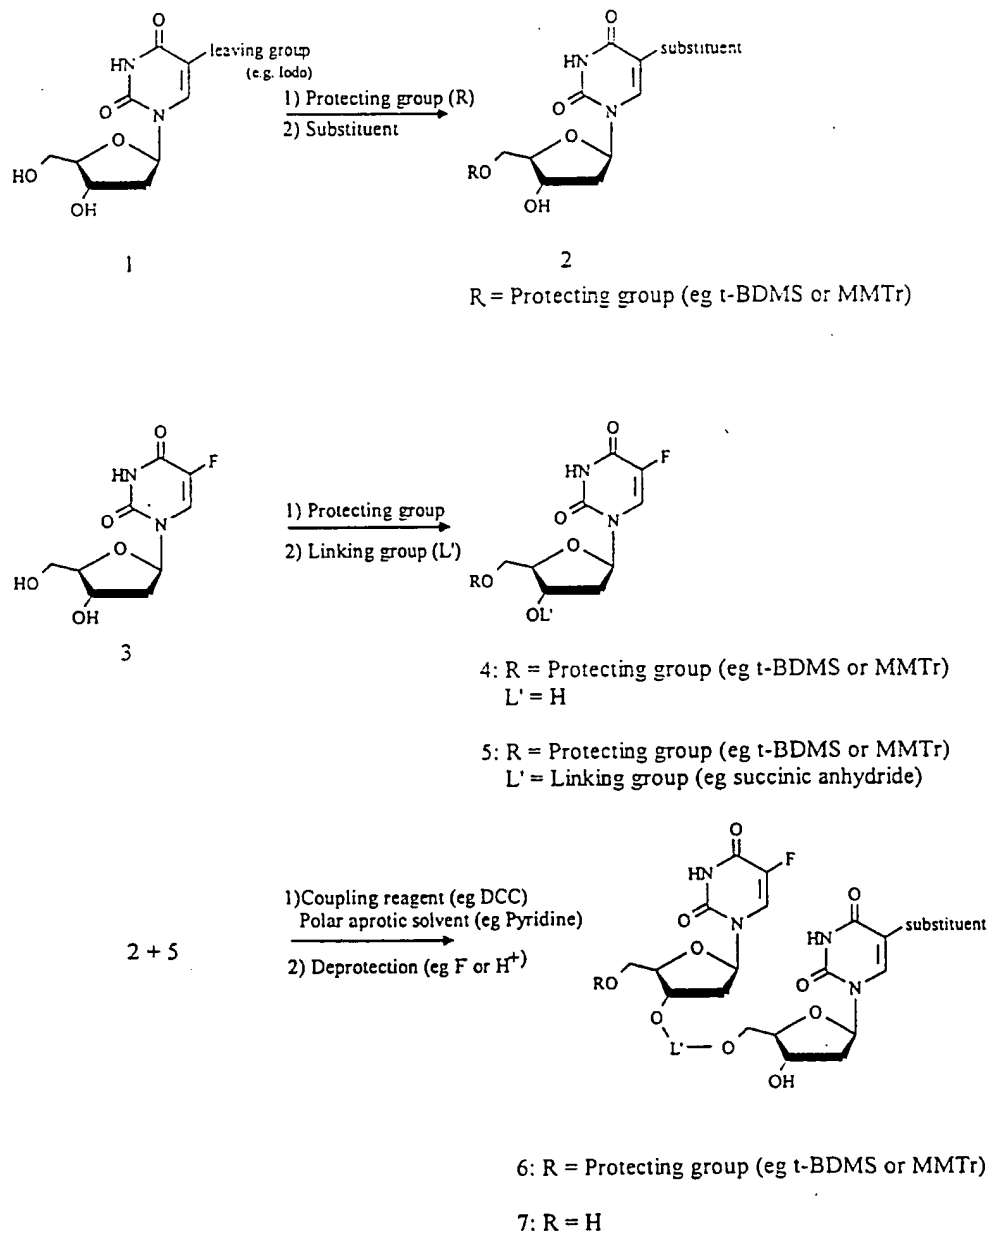 O
leaving group
(e.g. Iodo)
HN
O
N
O
HO
OH
1
1) Protecting group (R)
2) Substituent
O
substituent
HN
O
N
O
RO
OH
2
R = Protecting group (eg t-BDMS or MMTr)
O
F
HN
O
N
O
HO
OH
3
1) Protecting group
2) Linking group (L')
O
F
HN
O
N
O
RO
OL'
4: R = Protecting group (eg t-BDMS or MMTr)
L' = H
5: R = Protecting group (eg t-BDMS or MMTr)
L' = Linking group (eg succinic anhydride)
2 + 5
1)Coupling reagent (eg DCC)
Polar aprotic solvent (eg Pyridine)
2) Deprotection (eg F or H+)
O
F
HN
O
N
O
RO
O
L'
O
O
substituent
HN
O
N
O
OH
6: R = Protecting group (eg t-BDMS or MMTr)
7: R = H